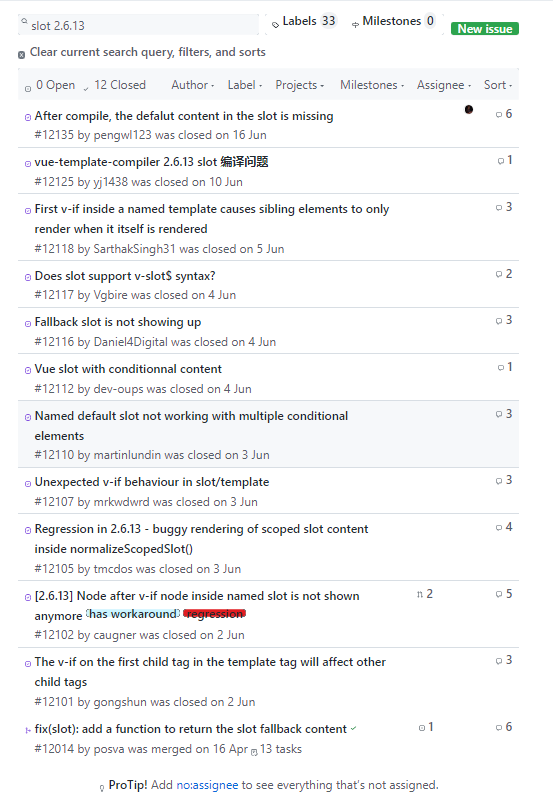 slot 2.6.13
Labels 33 Milestones 0
New issue
Clear current search query, filters, and sorts
0 Open 12 Closed Author Label Projects Milestones Assignee Sort
After compile, the defalut content in the slot is missing 6
#12135 by pengwl123 was closed on 16 Jun
vue-template-compiler 2.6.13 slot 编译问题 1
#12125 by yj1438 was closed on 10 Jun
First v-if inside a named template causes sibling elements to only 3
render when it itself is rendered
#12118 by SarthakSingh31 was closed on 5 Jun
Does slot support v-slot$ syntax? 2
#12117 by Vgbire was closed on 4 Jun
Fallback slot is not showing up 3
#12116 by Daniel4Digital was closed on 4 Jun
Vue slot with conditionnal content 1
#12112 by dev-oups was closed on 4 Jun
Named default slot not working with multiple conditional 3
elements
#12110 by martinlundin was closed on 3 Jun
Unexpected v-if behaviour in slot/template 3
#12107 by mrkwdwrd was closed on 3 Jun
Regression in 2.6.13 - buggy rendering of scoped slot content 4
inside normalizeScopedSlot()
#12105 by tmcdos was closed on 3 Jun
[2.6.13] Node after v-if node inside named slot is not shown 2 5
anymore has workaround regression
#12102 by caugner was closed on 2 Jun
The v-if on the first child tag in the template tag will affect other 3
child tags
#12101 by gongshun was closed on 2 Jun
fix(slot): add a function to return the slot fallback content 1 6
#12014 by posva was merged on 16 Apr 13 tasks
ProTip! Add no:assignee to see everything that's not assigned.